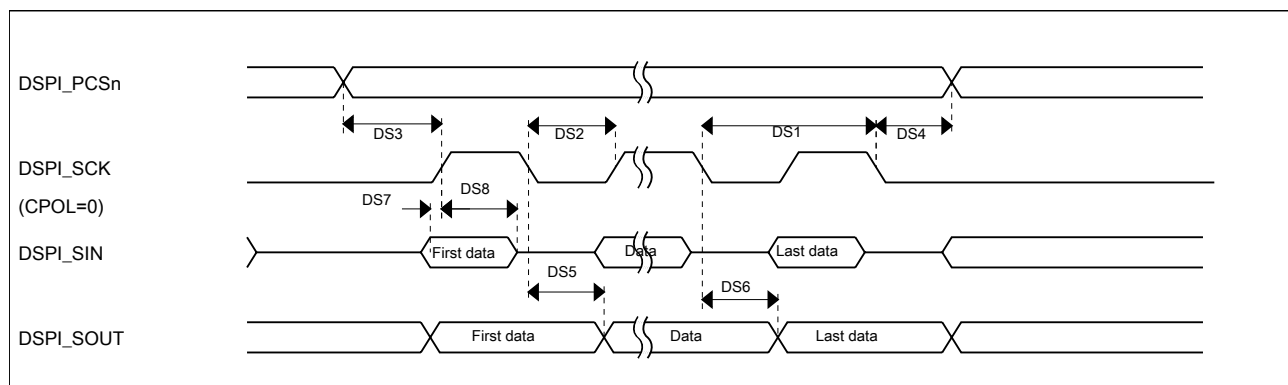 DSPI_PCSn
DS3
DS2
DS1
DS4
DSPI_SCK
(CPOL=0)
DS7
DS8
DSPI_SIN
First data
Data
Last data
DS5
DS6
DSPI_SOUT
First data
Data
Last data